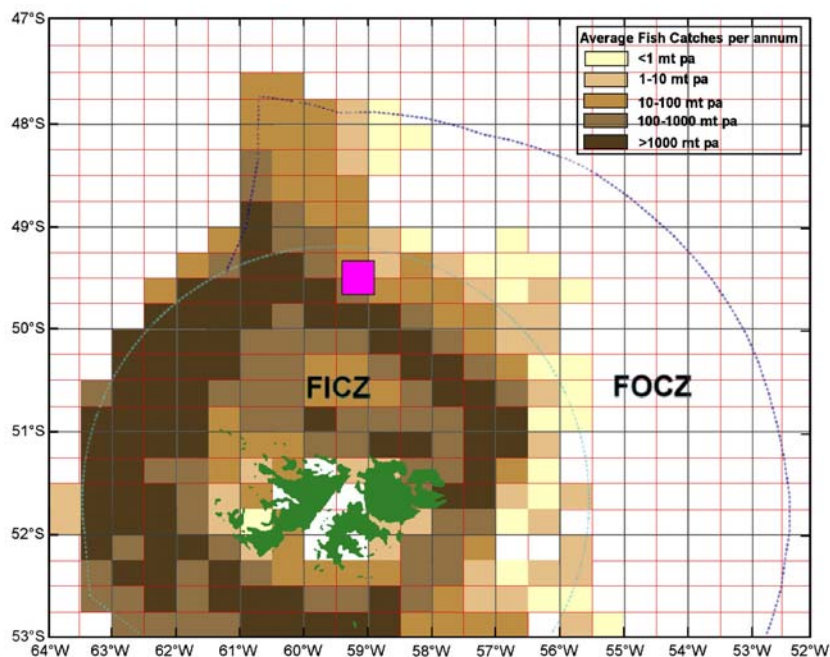 47°S
Average Fish Catches per annum
<1 mt pa
1-10 mt pa
10-100 mt pa
100-1000 mt pa
>1000 mt pa
48°S
49°S
50°S
FICZ
FOCZ
51°S
52°S
53°S
64°W 63°W 62°W 61°W 60°W 59°W 58°W 57°W 56°W 55°W 54°W 53°W 52°W